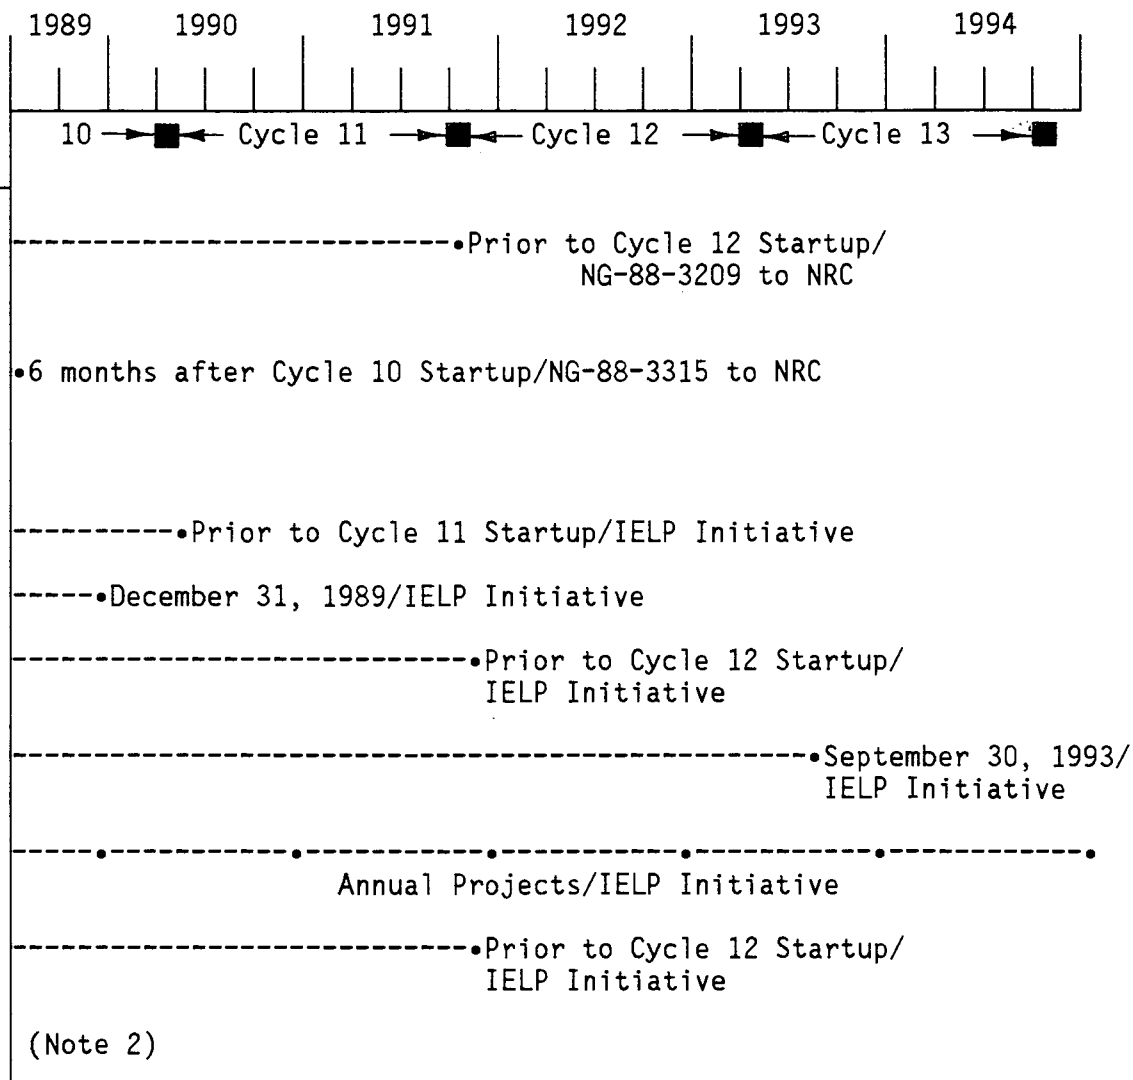 1989 1990 1991 1992 1993 1994
10 Cycle 11 Cycle 12 Cycle 13
Prior to Cycle 12 Startup/
NG-88-3209 to NRC
6 months after Cycle 10 Startup/NG-88-3315 to NRC
Prior to Cycle 11 Startup/IELP Initiative
December 31, 1989/IELP Initiative
Prior to Cycle 12 Startup/
IELP Initiative
September 30, 1993/
IELP Initiative
Annual Projects/IELP Initiative
Prior to Cycle 12 Startup/
IELP Initiative
(Note 2)